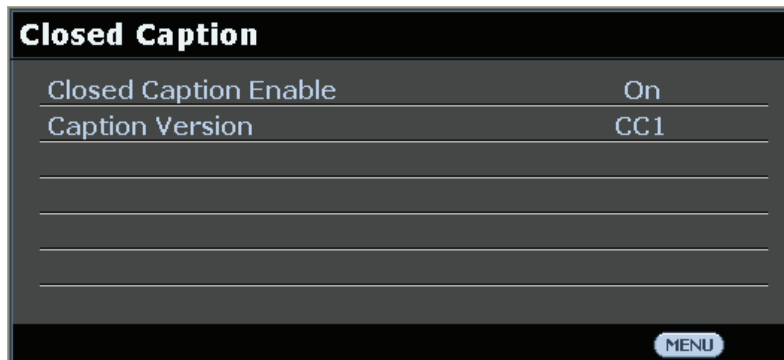 Closed Caption
Closed Caption Enable On
Caption Version CC1
MENU